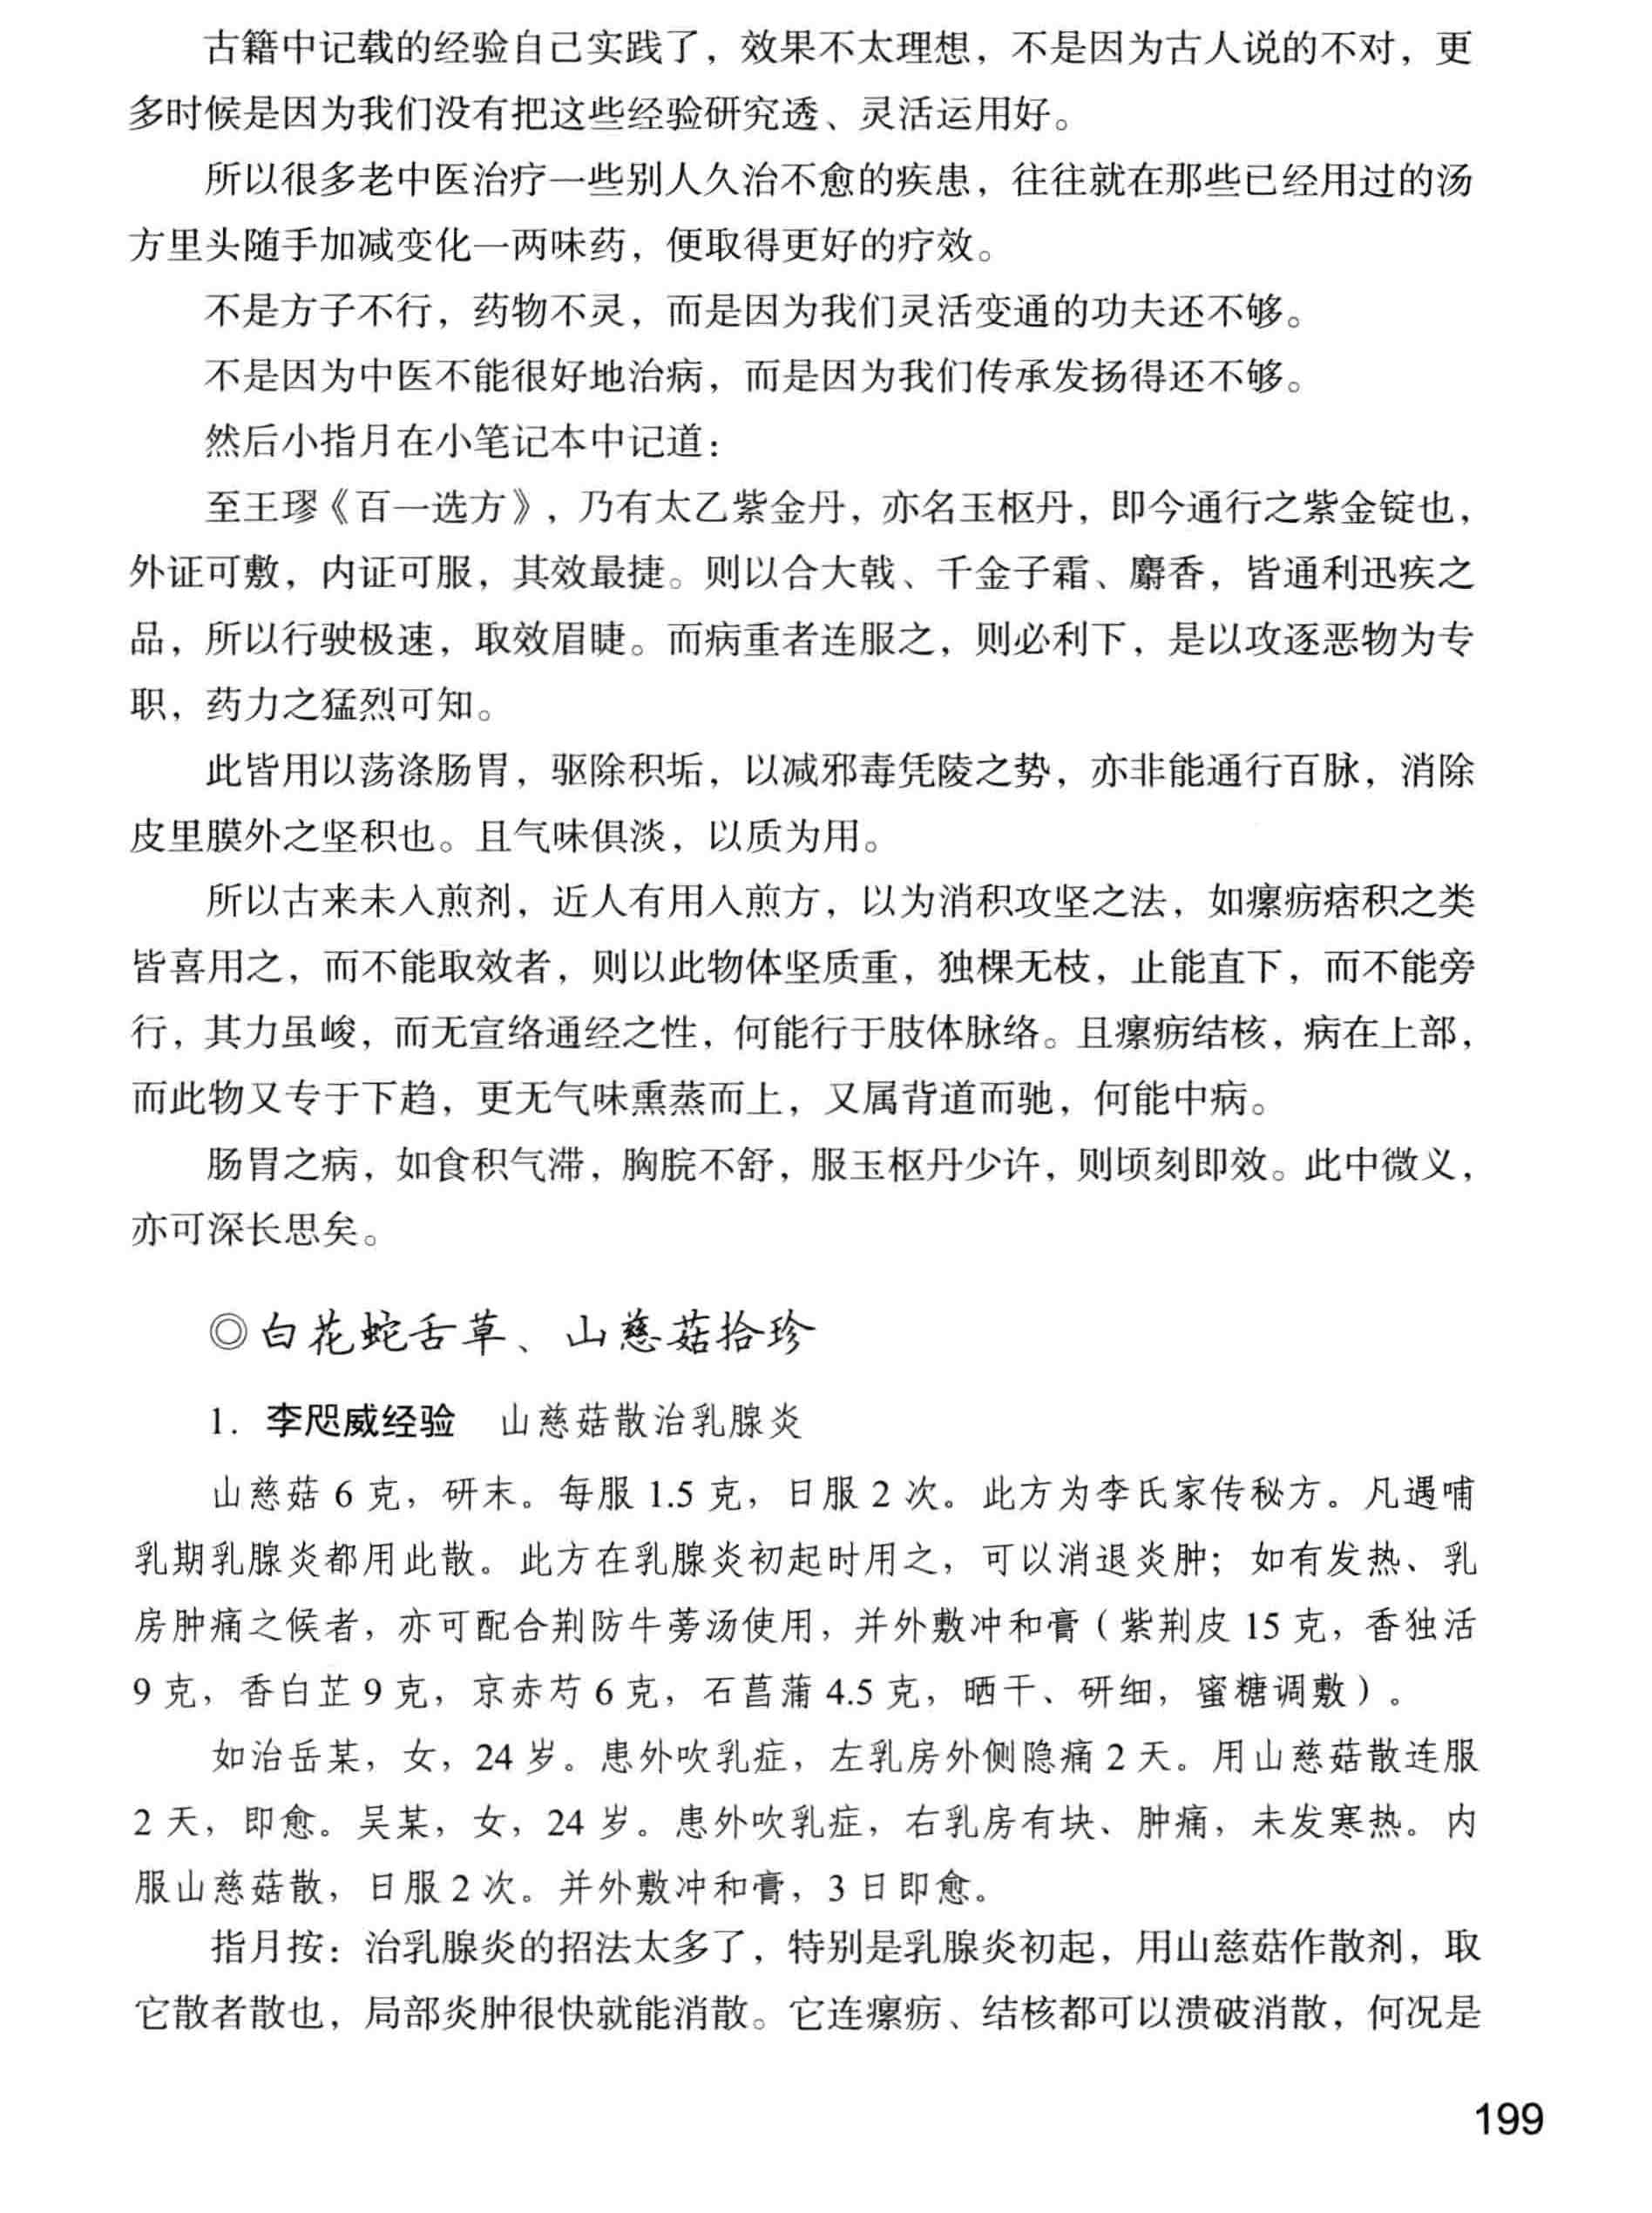 古籍中记载的经验自己实践了，效果不太理想，不是因为古人说的不对，更
多时候是因为我们没有把这些经验研究透、灵活运用好。
所以很多老中医治疗一些别人久治不愈的疾患，往往就在那些已经用过的汤
方里头随手加减变化一两味药，便取得更好的疗效。
不是方子不行，药物不灵，而是因为我们灵活变通的功夫还不够。
不是因为中医不能很好地治病，而是因为我们传承发扬得还不够。
然后小指月在小笔记本中记道：
至王璆《百一选方》，乃有太乙紫金丹，亦名玉枢丹，即今通行之紫金锭也，
外证可敷，内证可服，其效最捷。则以合大戟、千金子霜、麝香，皆通利迅疾之
品，所以行驶极速，取效眉睫。而病重者连服之，则必利下，是以攻逐恶物为专
职，药力之猛烈可知。
此皆用以荡涤肠胃，驱除积垢，以减邪毒凭陵之势，亦非能通行百脉，消除
皮里膜外之坚积也。且气味俱淡，以质为用。
所以古来未入煎剂，近人有用入煎方，以为消积攻坚之法，如瘰疬痞积之类
皆喜用之，而不能取效者，则以此物体坚质重，独棵无枝，止能直下，而不能旁
行，其力虽峻，而无宣络通经之性，何能行于肢体脉络。且瘰疬结核，病在上部，
而此物又专于下趋，更无气味熏蒸而上，又属背道而驰，何能中病。
肠胃之病，如食积气滞，胸脘不舒，服玉枢丹少许，则顷刻即效。此中微义，
亦可深长思矣。
◎白花蛇舌草、山慈菇拾珍
1. 李咫威经验 山慈菇散治乳腺炎
山慈菇 6 克，研末。每服 1.5 克，日服 2 次。此方为李氏家传秘方。凡遇哺
乳期乳腺炎都用此散。此方在乳腺炎初起时用之，可以消退炎肿；如有发热、乳
房肿痛之候者，亦可配合荆防牛蒡汤使用，并外敷冲和膏（紫荆皮 15 克，香独活
9 克，香白芷 9 克，京赤芍 6 克，石菖蒲 4.5 克，晒干、研细，蜜糖调敷）。
如治岳某，女，24 岁。患外吹乳症，左乳房外侧隐痛 2 天。用山慈菇散连服
2 天，即愈。吴某，女，24 岁。患外吹乳症，右乳房有块、肿痛，未发寒热。内
服山慈菇散，日服 2 次。并外敷冲和膏，3 日即愈。
指月按：治乳腺炎的招法太多了，特别是乳腺炎初起，用山慈菇作散剂，取
它散者散也，局部炎肿很快就能消散。它连瘰疬、结核都可以溃破消散，何况是
199